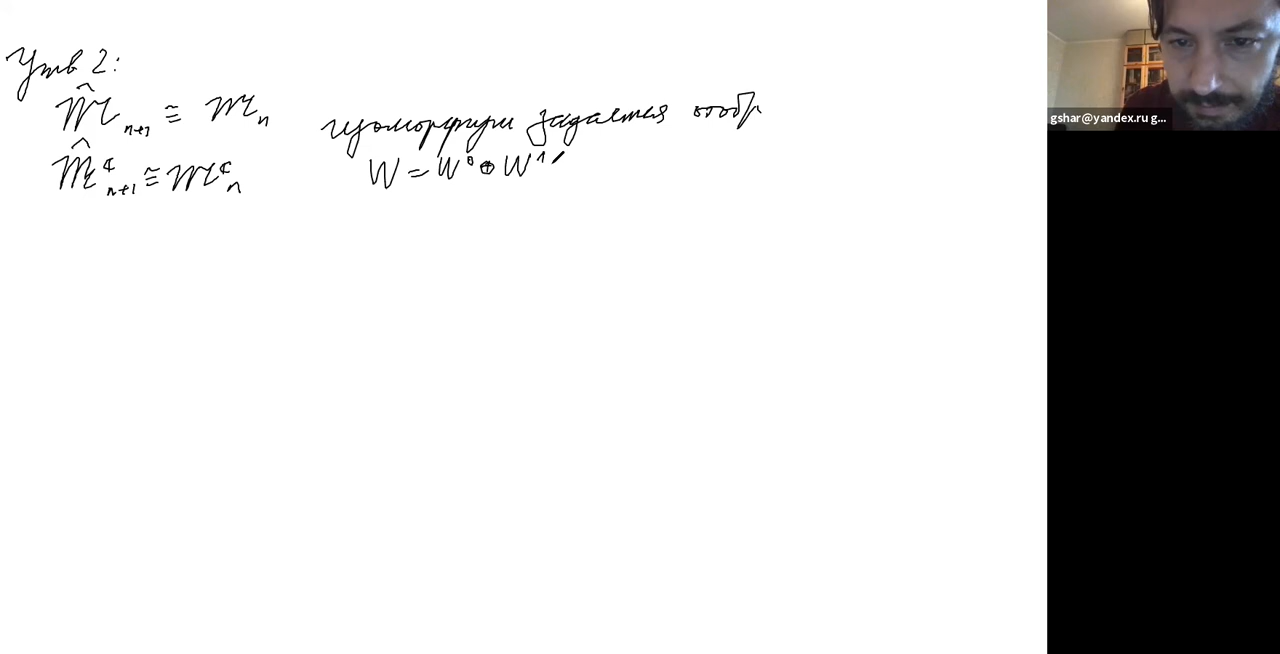 Утв 2:
𝔐̂ₙ₊₁ ≅ 𝔐ₙ изоморфизм задается отобр
𝔐̂ᶜₙ₊₁ ≅ 𝔐ᶜₙ W = W⁰ ⊕ W¹
gshar@yandex.ru g...